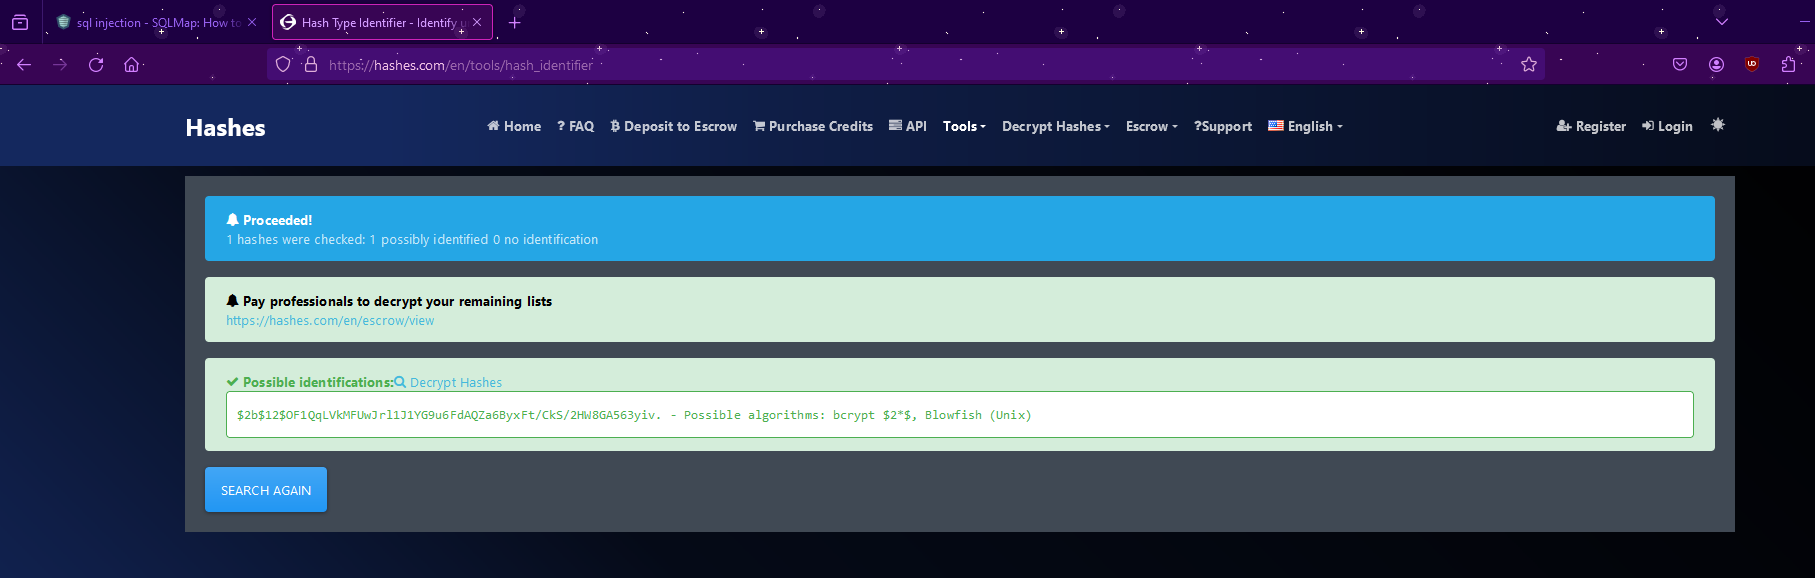 sql injection - SQLMap: How to
Hash Type Identifier - Identify u
https://hashes.com/en/tools/hash_identifier
Hashes
Home
? FAQ
Deposit to Escrow
Purchase Credits
API
Tools
Decrypt Hashes
Escrow
?Support
English
Register
Login
Proceeded!
1 hashes were checked: 1 possibly identified 0 no identification
Pay professionals to decrypt your remaining lists
https://hashes.com/en/escrow/view
Possible identifications: Decrypt Hashes
$2b$12$OF1QqLVkMFUwJrl1J1YG9u6FdAQZa6ByxFt/CkS/2HW8GA563yiv. - Possible algorithms: bcrypt $2*$, Blowfish (Unix)
SEARCH AGAIN